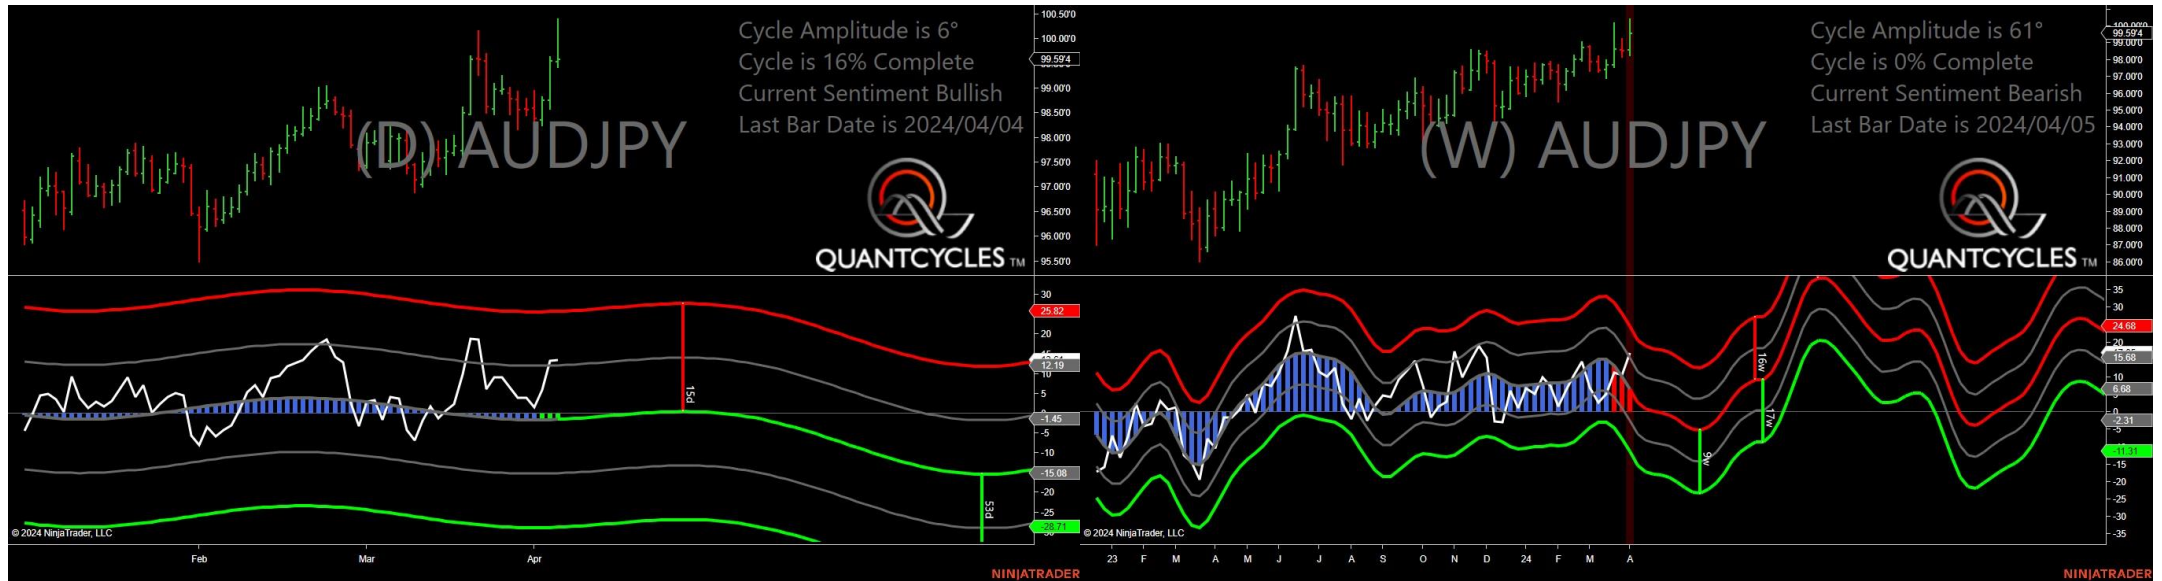 Cycle Amplitude is 6°
Cycle is 16% Complete
Current Sentiment Bullish
Last Bar Date is 2024/04/04
(D) AUDJPY
QUANTCYCLES TM
100.50'0
100.00'0
99.59'4
99.00'0
98.50'0
98.00'0
97.50'0
97.00'0
96.50'0
96.00'0
95.50'0
30
25.82
20
12.19
10
5
-1.45
-5
-10
-15.08
-20
-25
-28.71
15d
53d
© 2024 NinjaTrader, LLC
Feb Mar Apr
NINJATRADER
Cycle Amplitude is 61°
Cycle is 0% Complete
Current Sentiment Bearish
Last Bar Date is 2024/04/05
(W) AUDJPY
QUANTCYCLES TM
99.59'4
99.00'0
98.00'0
97.00'0
96.00'0
95.00'0
94.00'0
93.00'0
92.00'0
91.00'0
90.00'0
89.00'0
88.00'0
87.00'0
86.00'0
35
30
24.68
20
15.68
10
6.68
0
-2.31
-5
-11.31
-15
-20
-25
-30
-35
16w
17w
9w
© 2024 NinjaTrader, LLC
23 F M A M J J A S O N D 24 F M A
NINJATRADER